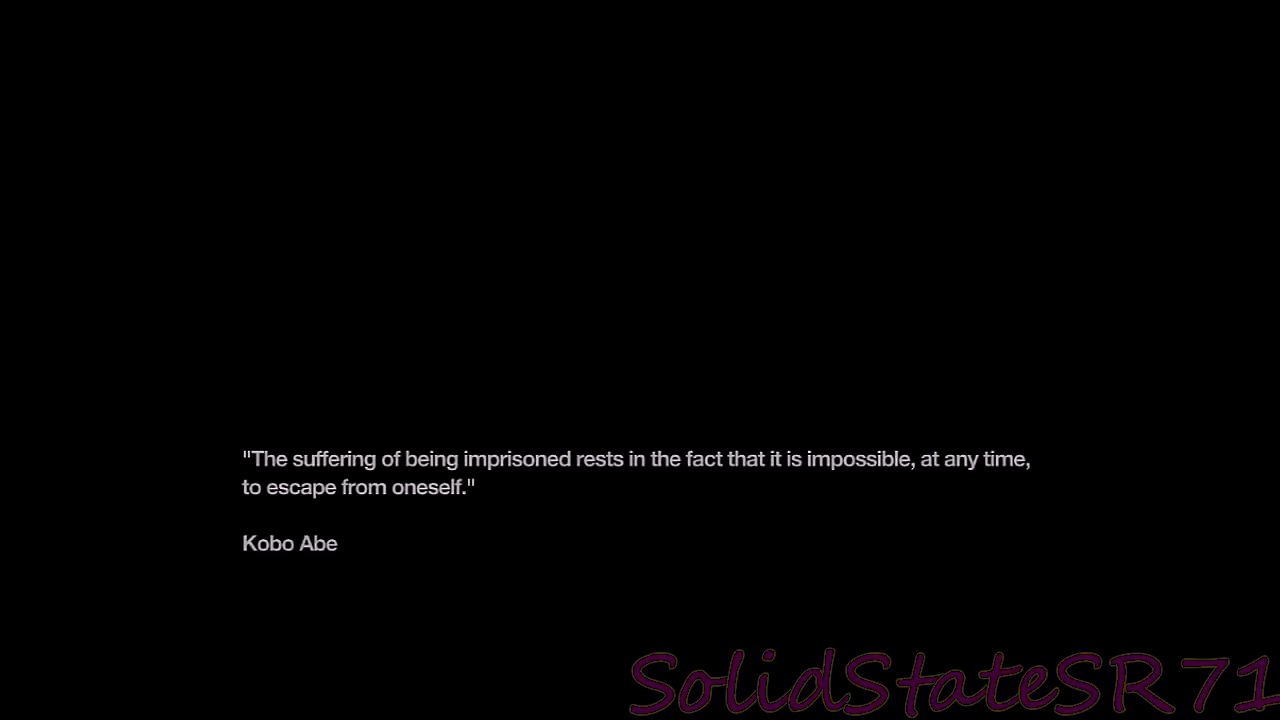 "The suffering of being imprisoned rests in the fact that it is impossible, at any time,
to escape from oneself."
Kobo Abe
SolidStateSR71